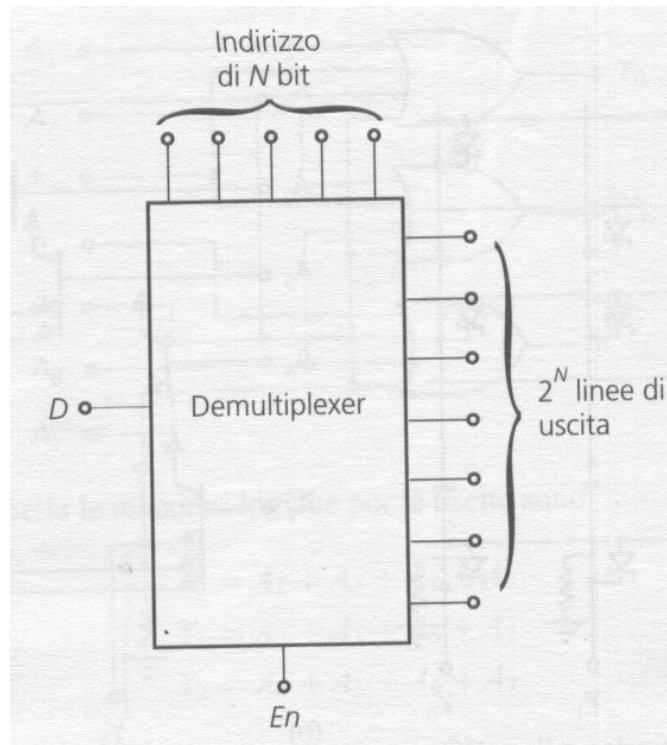 Indirizzo
di N bit
D
Demultiplexer
2^N linee di
uscita
En